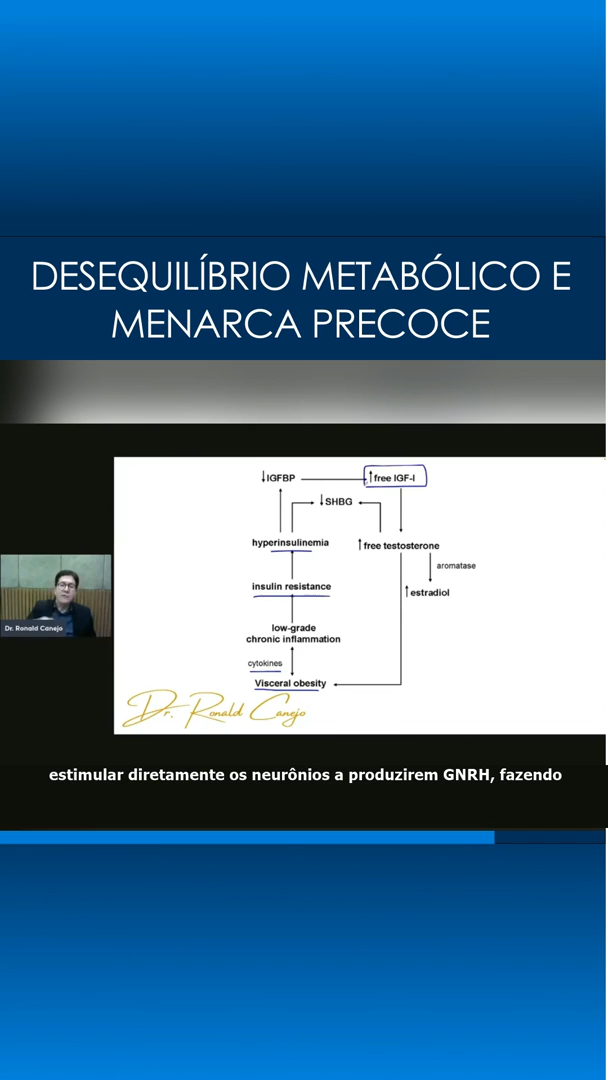 DESEQUILÍBRIO METABÓLICO E
MENARCA PRECOCE
↓IGFBP
↑free IGF-I
↓SHBG
hyperinsulinemia
↑free testosterone
aromatase
insulin resistance
↑estradiol
low-grade
chronic inflammation
cytokines
Visceral obesity
Dr. Ronald Canejo
Dr. Ronald Canejo
estimular diretamente os neurônios a produzirem GNRH, fazendo